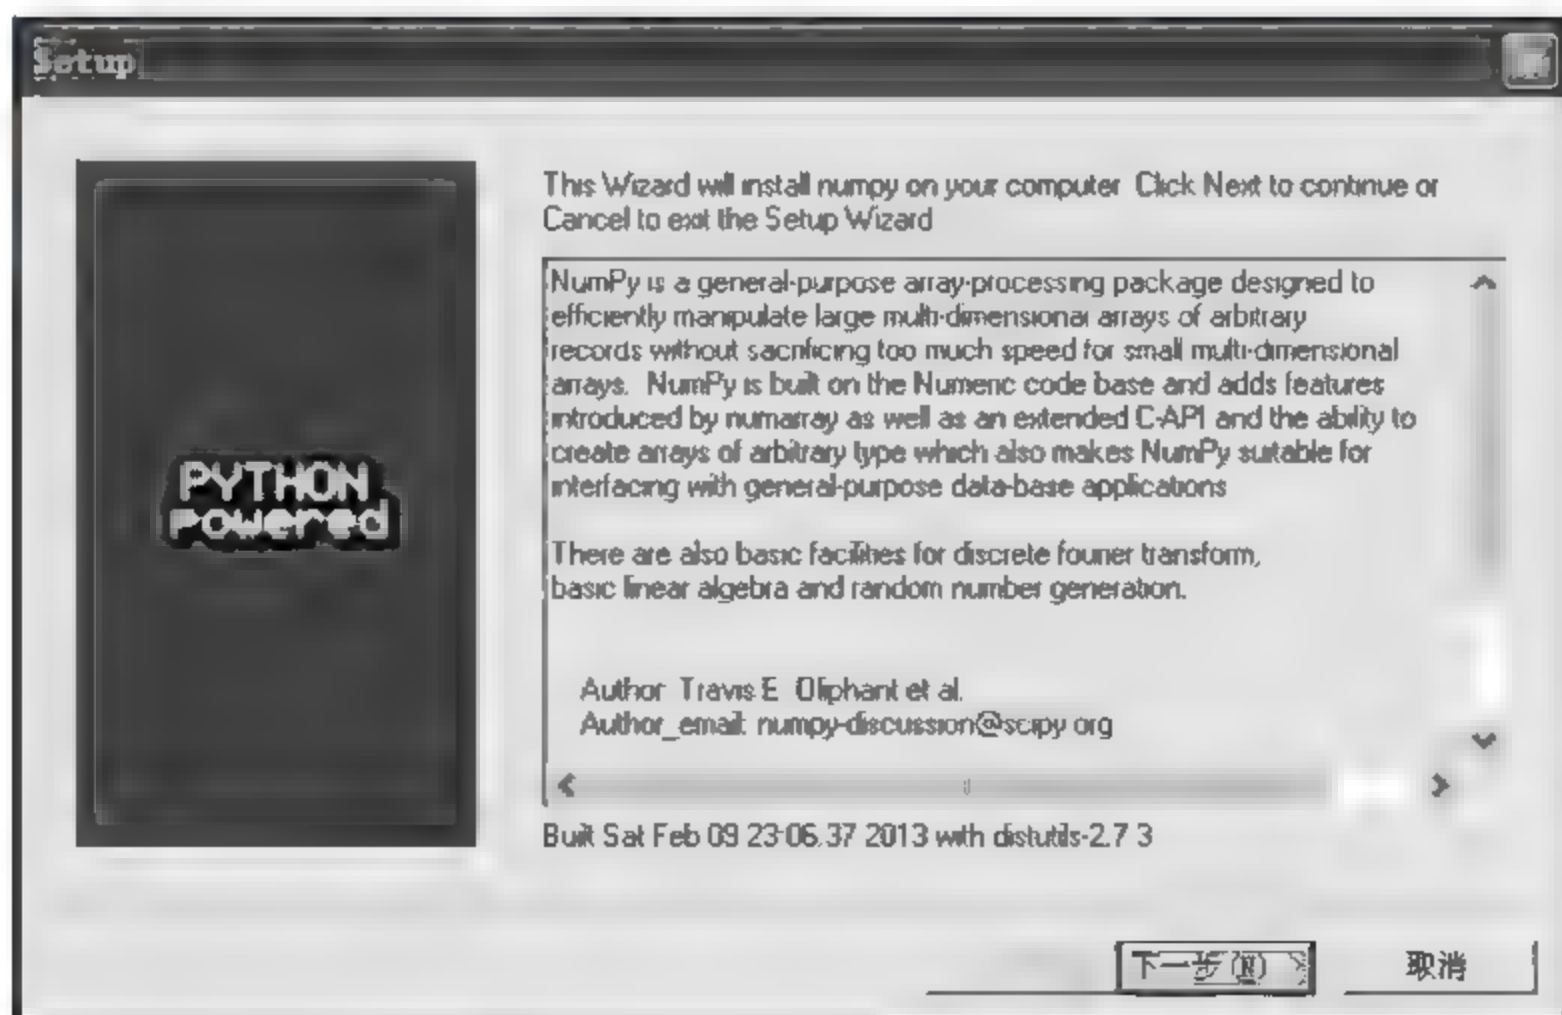 Setup
PYTHON
powered
This Wizard will install numpy on your computer Click Next to continue or
Cancel to exit the Setup Wizard
NumPy is a general-purpose array-processing package designed to
efficiently manipulate large multi-dimensional arrays of arbitrary
records without sacrificing too much speed for small multi-dimensional
arrays. NumPy is built on the Numeric code base and adds features
introduced by numarray as well as an extended C-API and the ability to
create arrays of arbitrary type which also makes NumPy suitable for
interfacing with general-purpose data-base applications
There are also basic facilities for discrete fourier transform,
basic linear algebra and random number generation.
Author Travis E Oliphant et al.
Author_email: numpy-discussion@scipy org
Built Sat Feb 09 23:06:37 2013 with distutils-2.7 3
下一步(N) >
取消